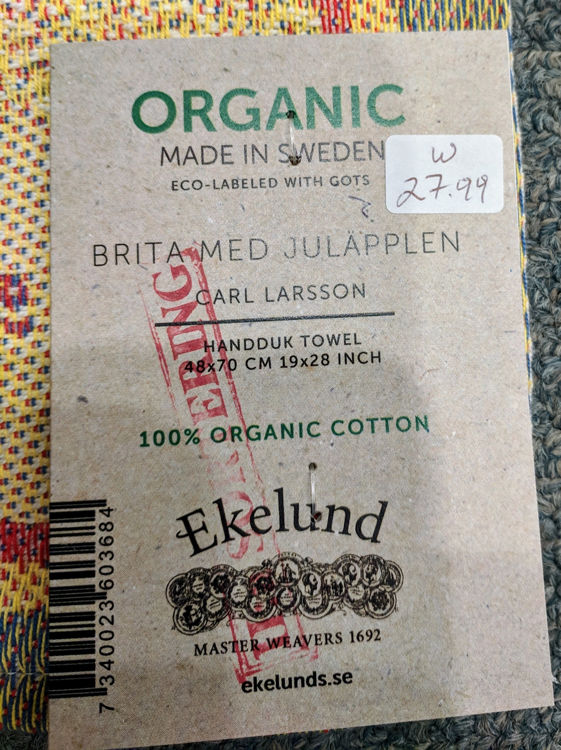 ORGANIC
MADE IN SWEDEN
ECO-LABELED WITH GOTS
W
27.99
BRITA MED JULÄPPLEN
CARL LARSSON
HANDDUK TOWEL
48x70 CM 19x28 INCH
100% ORGANIC COTTON
Ekelund
MASTER WEAVERS 1692
ekelunds.se
7 340023 603684